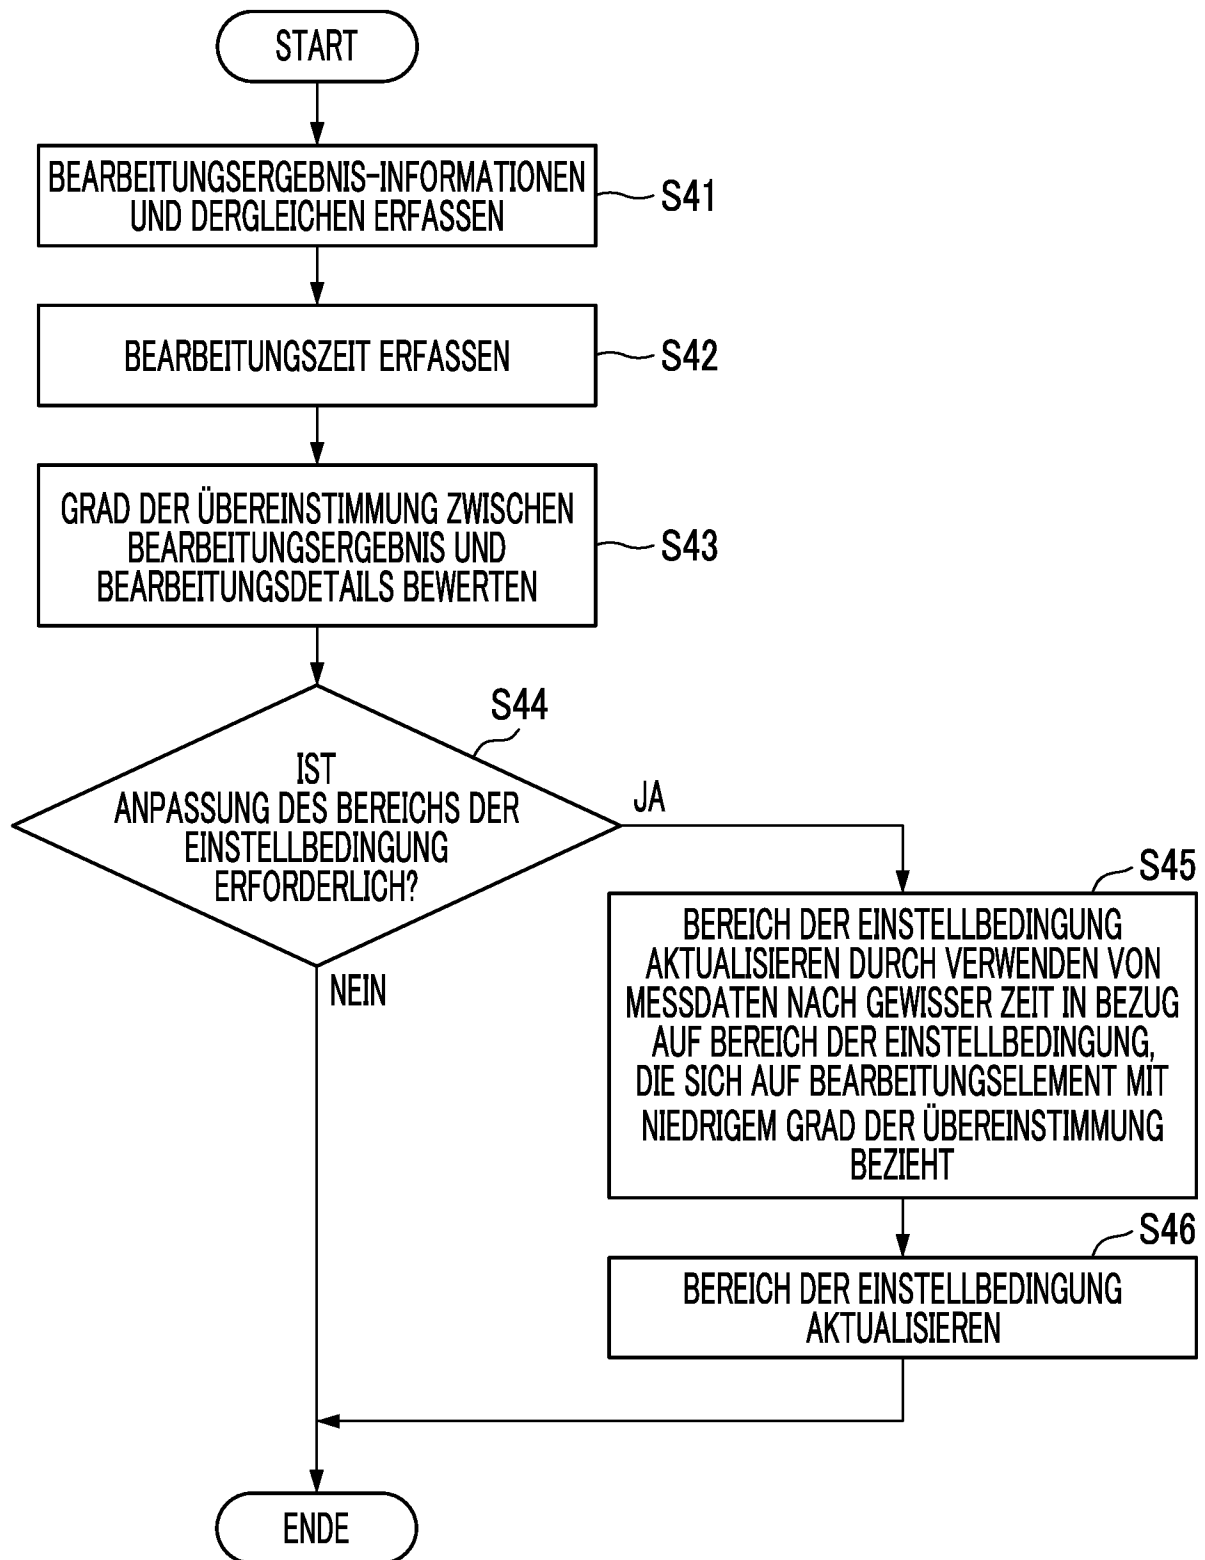 START
BEARBEITUNGSERGEBNIS-INFORMATIONEN
UND DERGLEICHEN ERFASSEN
S41
BEARBEITUNGSZEIT ERFASSEN
S42
GRAD DER ÜBEREINSTIMMUNG ZWISCHEN
BEARBEITUNGSERGEBNIS UND
BEARBEITUNGSDETAILS BEWERTEN
S43
S44
IST
ANPASSUNG DES BEREICHS DER
EINSTELLBEDINGUNG
ERFORDERLICH?
JA
NEIN
S45
BEREICH DER EINSTELLBEDINGUNG
AKTUALISIEREN DURCH VERWENDEN VON
MESSDATEN NACH GEWISSER ZEIT IN BEZUG
AUF BEREICH DER EINSTELLBEDINGUNG,
DIE SICH AUF BEARBEITUNGSELEMENT MIT
NIEDRIGEM GRAD DER ÜBEREINSTIMMUNG
BEZIEHT
S46
BEREICH DER EINSTELLBEDINGUNG
AKTUALISIEREN
ENDE